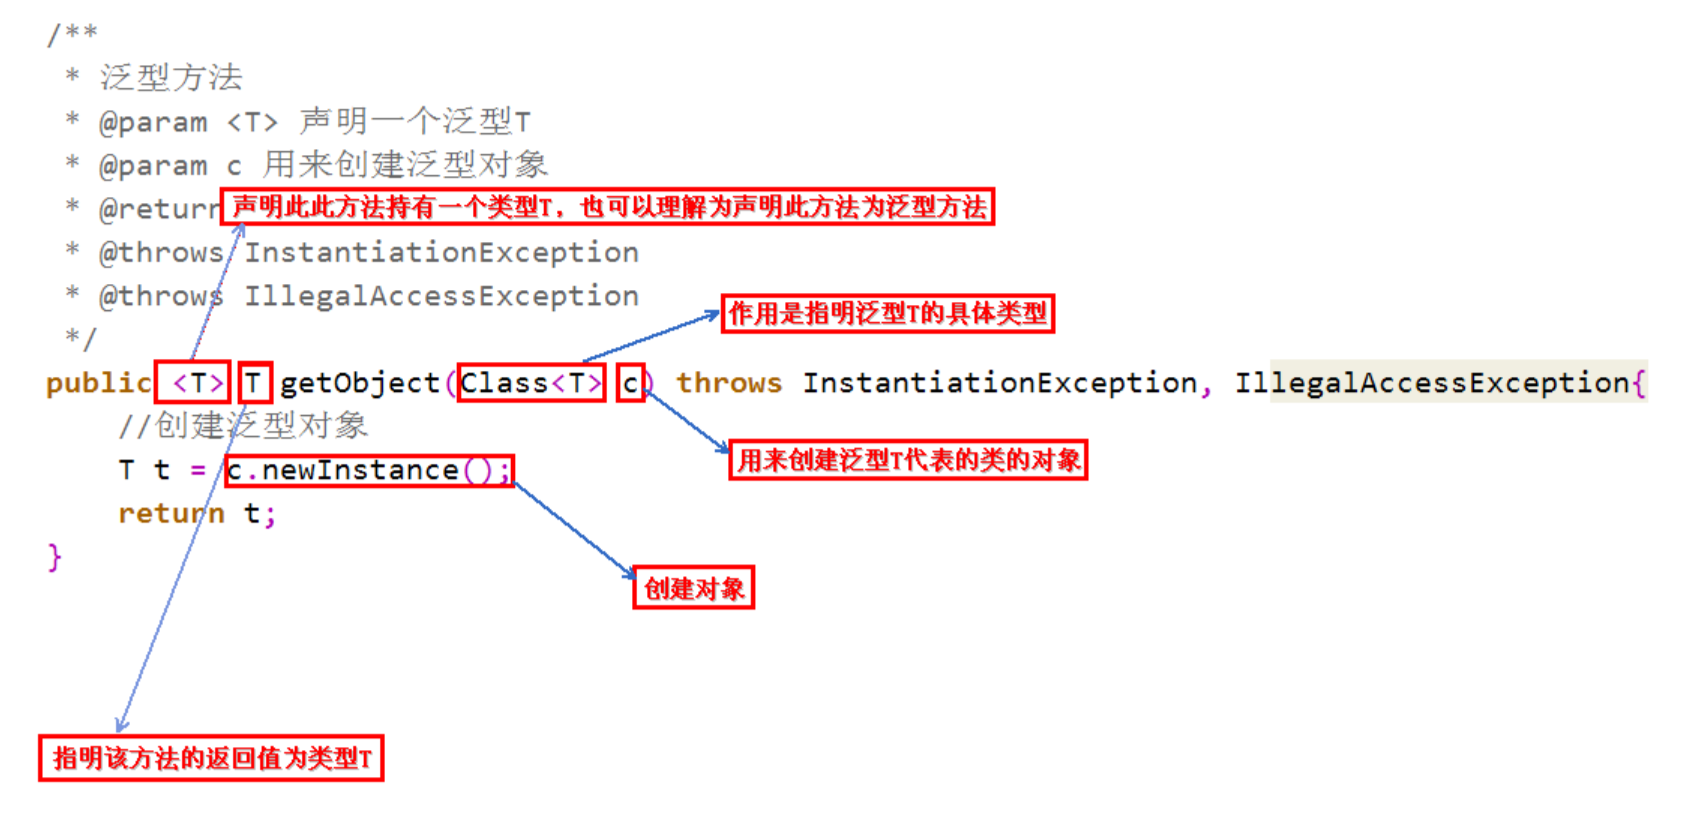 /**
* 泛型方法
* @param <T> 声明一个泛型T
* @param c 用来创建泛型对象
* @return 声明此此方法持有一个类型T，也可以理解为声明此方法为泛型方法
* @throws InstantiationException
* @throws IllegalAccessException
作用是指明泛型T的具体类型
*/
public <T> T getObject(Class<T> c) throws InstantiationException, IllegalAccessException{
//创建泛型对象
用来创建泛型T代表的类的对象
T t = c.newInstance();
return t;
}
创建对象
指明该方法的返回值为类型T